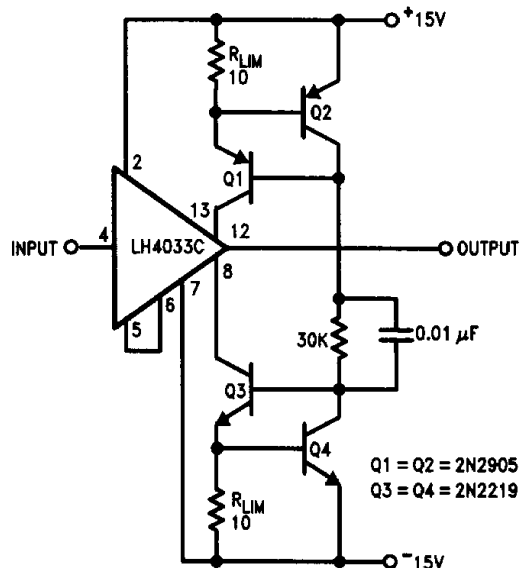 +15V
RLIM
10
Q2
Q1
2
13
12
4
INPUT
LH4033C
OUTPUT
8
7
6
5
30K
0.01 µF
Q3
Q4
Q1 = Q2 = 2N2905
Q3 = Q4 = 2N2219
RLIM
10
-15V